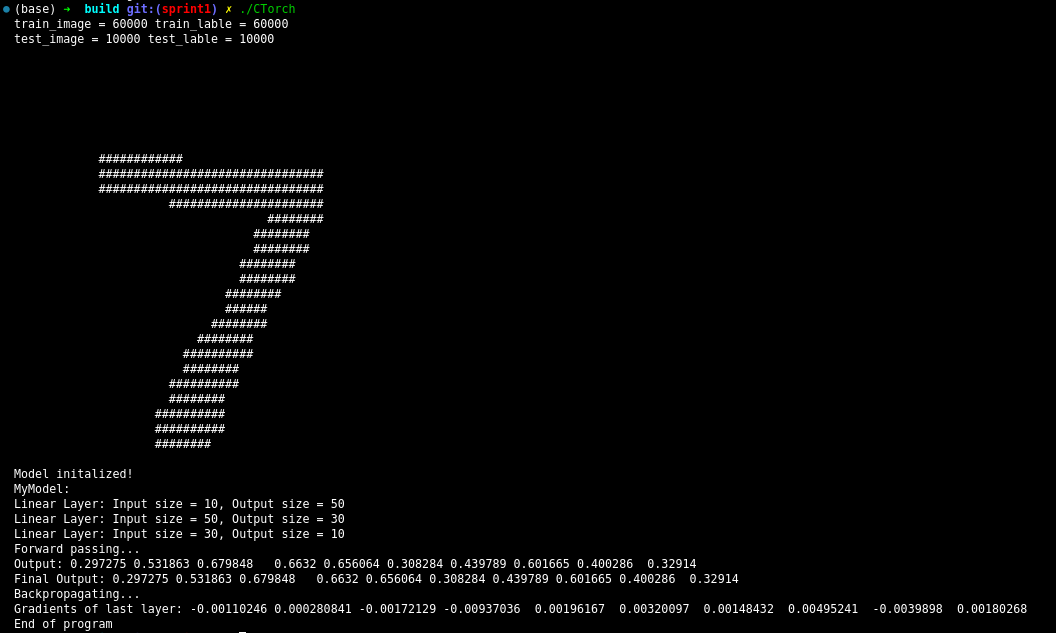 (base) ➜ build git:(sprint1) ✗ ./CTorch
train_image = 60000 train_lable = 60000
test_image = 10000 test_lable = 10000
############
################################
################################
######################
########
########
########
########
########
########
######
########
########
##########
########
##########
########
##########
##########
########
Model initalized!
MyModel:
Linear Layer: Input size = 10, Output size = 50
Linear Layer: Input size = 50, Output size = 30
Linear Layer: Input size = 30, Output size = 10
Forward passing...
Output: 0.297275 0.531863 0.679848   0.6632 0.656064 0.308284 0.439789 0.601665 0.400286  0.32914
Final Output: 0.297275 0.531863 0.679848   0.6632 0.656064 0.308284 0.439789 0.601665 0.400286  0.32914
Backpropagating...
Gradients of last layer: -0.00110246 0.000280841 -0.00172129 -0.00937036  0.00196167  0.00320097  0.00148432  0.00495241  -0.0039898  0.00180268
End of program